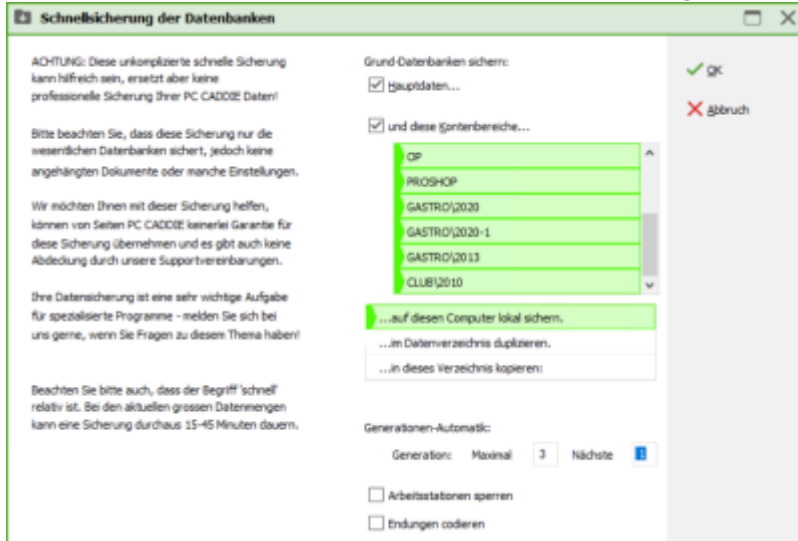 Schnellsicherung der Datenbanken
ACHTUNG: Diese unkomplizierte schnelle Sicherung
kann hilfreich sein, ersetzt aber keine
professionelle Sicherung Ihrer PC CADDIE Daten!
Bitte beachten Sie, dass diese Sicherung nur die
wesentlichen Datenbanken sichert, jedoch keine
angehängten Dokumente oder manche Einstellungen.
Wir möchten Ihnen mit dieser Sicherung helfen,
können von Seiten PC CADDIE keinerlei Garantie für
diese Sicherung übernehmen und es gibt auch keine
Abdeckung durch unsere Supportvereinbarungen.
Ihre Datensicherung ist eine sehr wichtige Aufgabe
für spezialisierte Programme - melden Sie sich bei
uns gerne, wenn Sie Fragen zu diesem Thema haben!
Beachten Sie bitte auch, dass der Begriff 'schnell'
relativ ist. Bei den aktuellen grossen Datenmengen
kann eine Sicherung durchaus 15-45 Minuten dauern.
Grund-Datenbanken sichern:
Hauptdaten...
und diese Kontenbereiche...
OP
PROSHOP
GASTRO\2020
GASTRO\2020-1
GASTRO\2013
CLUB\2010
...auf diesen Computer lokal sichern.
...im Datenverzeichnis duplizieren.
...in dieses Verzeichnis kopieren:
Generationen-Automatik:
Generation: Maximal 3 Nächste 1
Arbeitsstationen sperren
Endungen codieren
OK
Abbruch